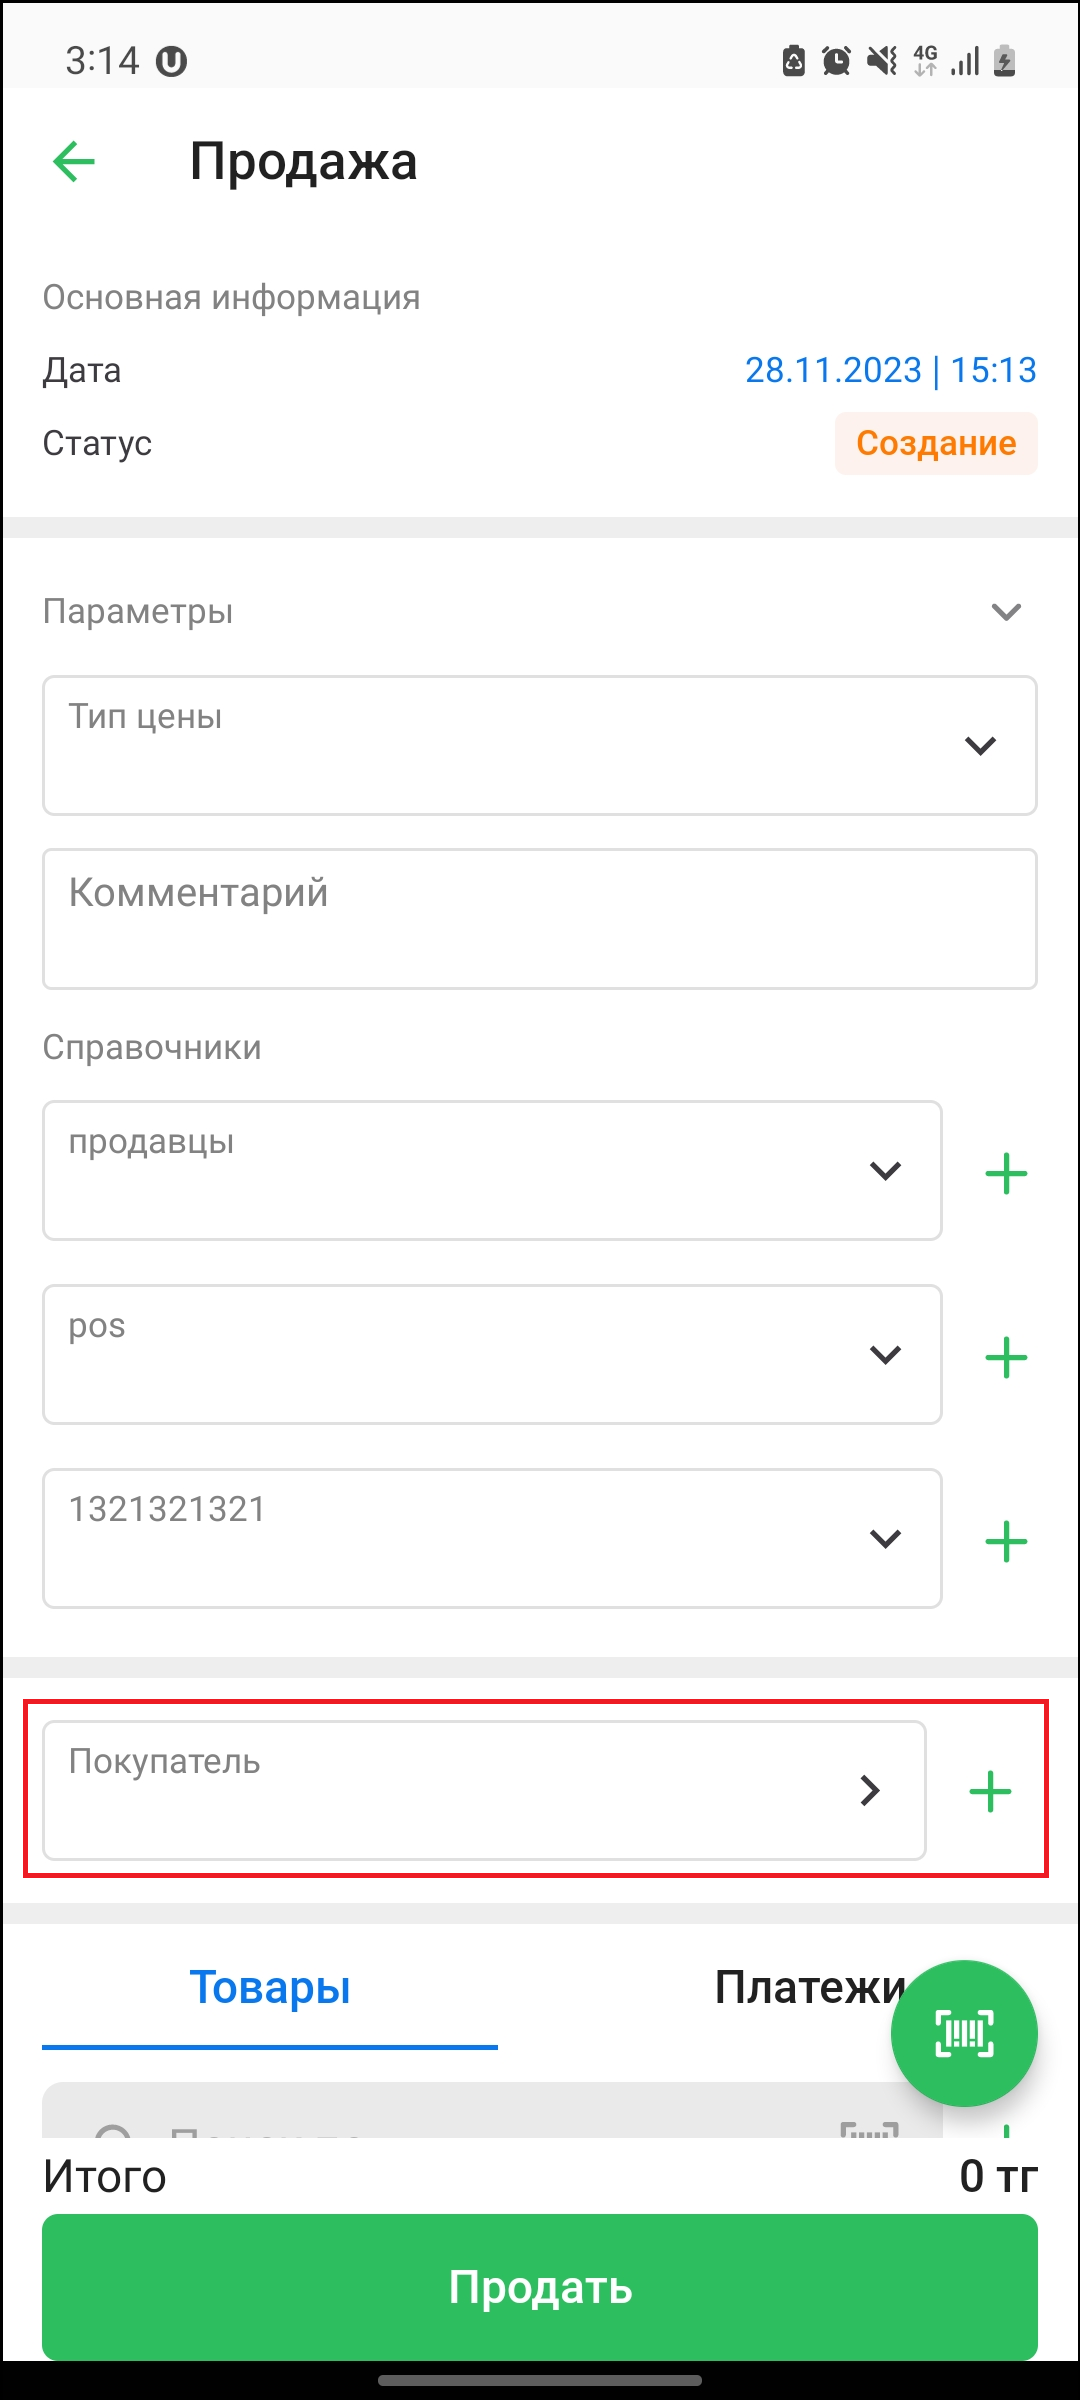 3:14
4G
Продажа
Основная информация
Дата
28.11.2023 | 15:13
Статус
Создание
Параметры
Тип цены
Комментарий
Справочники
продавцы
pos
1321321321
Покупатель
Товары
Платежи
Итого
0 тг
Продать